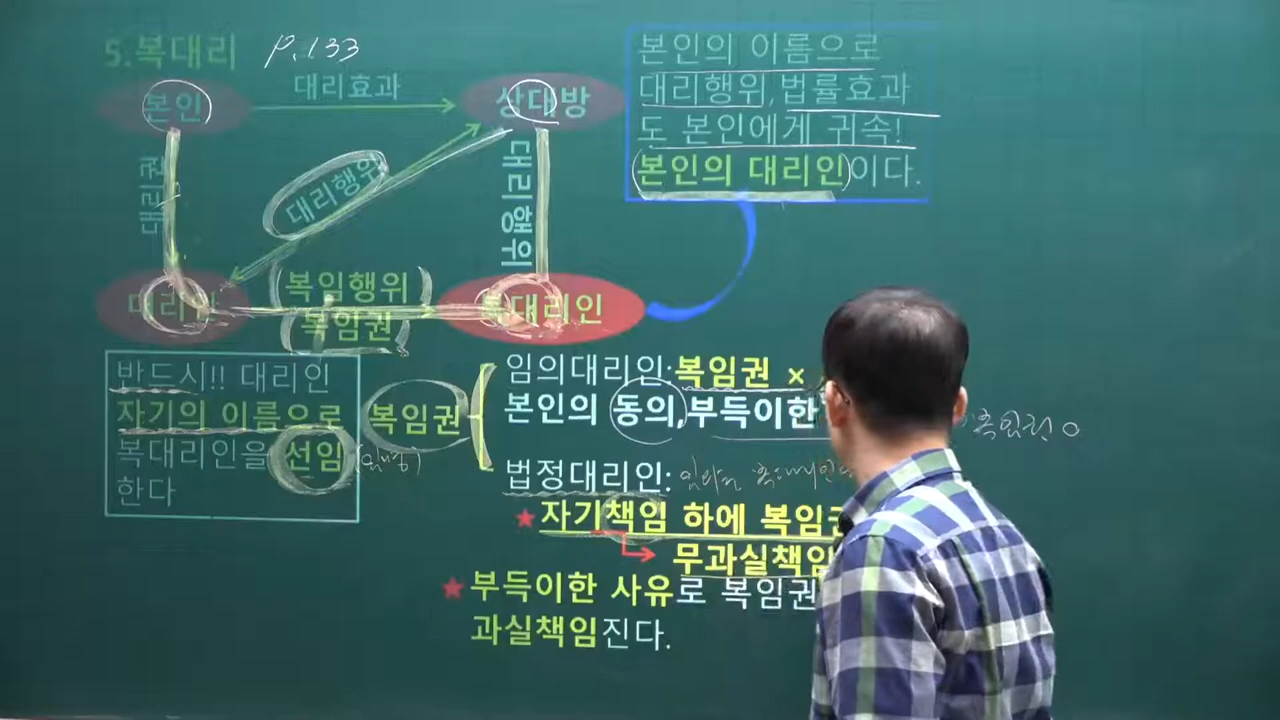 5.복대리 P.133
본인
대리효과
상대방
대리권
대리행위
대리행위
대리인
복임행위
복임권
복대리인
본인의 이름으로
대리행위,법률효과
도 본인에게 귀속!
(본인의 대리인)이다.
반드시!! 대리인
자기의 이름으로
복대리인을 선임
한다
복임권
임의대리인:복임권 ×
본인의 동의,부득이한
복임권 ○
법정대리인:
★ 자기책임 하에 복임권
무과실책임
★ 부득이한 사유로 복임권
과실책임진다.